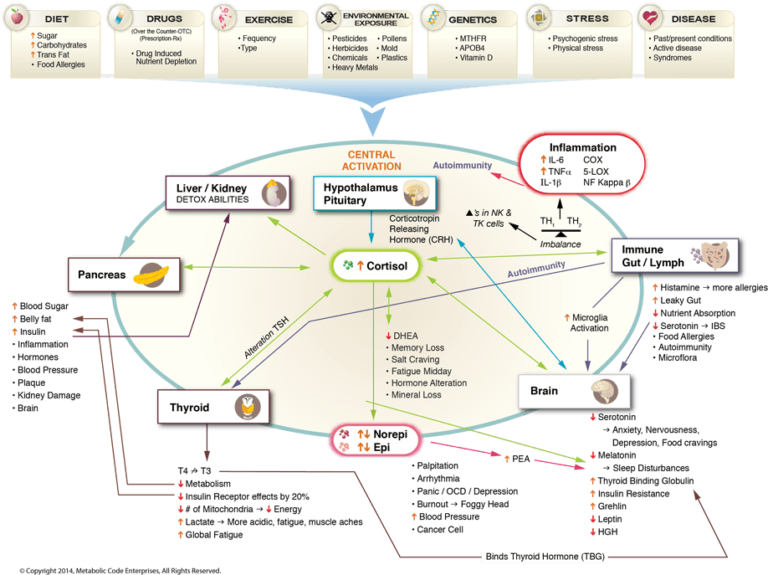 DIET
↑ Sugar
↑ Carbohydrates
↑ Trans Fat
• Food Allergies
DRUGS
(Over the Counter-OTC)
(Prescription-Rx)
• Drug Induced
Nutrient Depletion
EXERCISE
• Fequency
•Type
ENVIRONMENTAL
EXPOSURE
• Pesticides • Pollens
• Herbicides • Mold
• Chemicals • Plastics
• Heavy Metals
GENETICS
• MTHFR
• APOB4
• Vitamin D
STRESS
• Psychogenic stress
• Physical stress
DISEASE
• Past/present conditions
• Active disease
• Syndromes
CENTRAL
ACTIVATION
Autoimmunity
Inflammation
↑ IL-6 COX
↑ TNFα 5-LOX
IL-1β NF Kappa β
Liver / Kidney
DETOX ABILITIES
Hypothalamus
Pituitary
Corticotropin
Releasing
Hormone (CRH)
▲'s in NK &
TK cells
TH1 TH2
Imbalance
Immune
Gut / Lymph
Pancreas
↑ Cortisol
Autoimmunity
↑ Histamine → more allergies
↑ Leaky Gut
↓ Nutrient Absorption
↓ Serotonin → IBS
• Food Allergies
• Autoimmunity
• Microflora
↑ Blood Sugar
↑ Belly fat
↑ Insulin
• Inflammation
• Hormones
• Blood Pressure
• Plaque
• Kidney Damage
• Brain
Alteration TSH
↑ Microglia
Activation
↓ DHEA
• Memory Loss
• Salt Craving
• Fatigue Midday
• Hormone Alteration
• Mineral Loss
Thyroid
Brain
↑↓ Norepi
↑↓ Epi
↓ Serotonin
→ Anxiety, Nervousness,
Depression, Food cravings
↓ Melatonin
→ Sleep Disturbances
↑ Thyroid Binding Globulin
↑ Insulin Resistance
↑ Grehlin
↓ Leptin
↓ HGH
↑ PEA
T4 ↛ T3
↓ Metabolism
↓ Insulin Receptor effects by 20%
↓ # of Mitochondria → ↓ Energy
↑ Lactate → More acidic, fatigue, muscle aches
↑ Global Fatigue
• Palpitation
• Arrhythmia
• Panic / OCD / Depression
• Burnout → Foggy Head
↑ Blood Pressure
• Cancer Cell
Binds Thyroid Hormone (TBG)
© Copyright 2014, Metabolic Code Enterprises, All Rights Reserved.